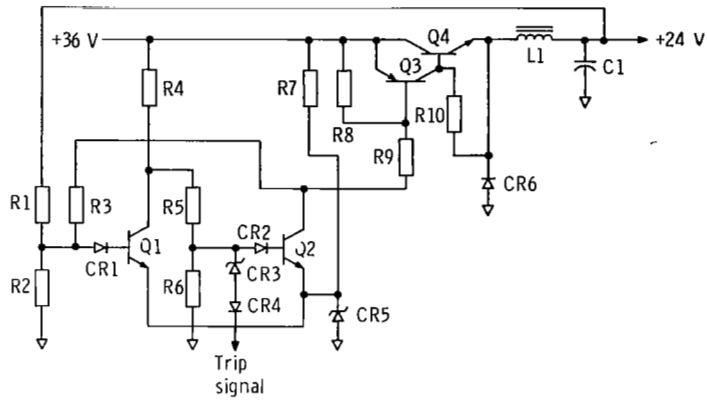 +36 V
Q4
+24 V
L1
C1
Q3
R4
R7
R8
R10
R9
CR6
R1
R3
R5
CR2
Q1
Q2
CR1
CR3
R2
R6
CR4
CR5
Trip
signal